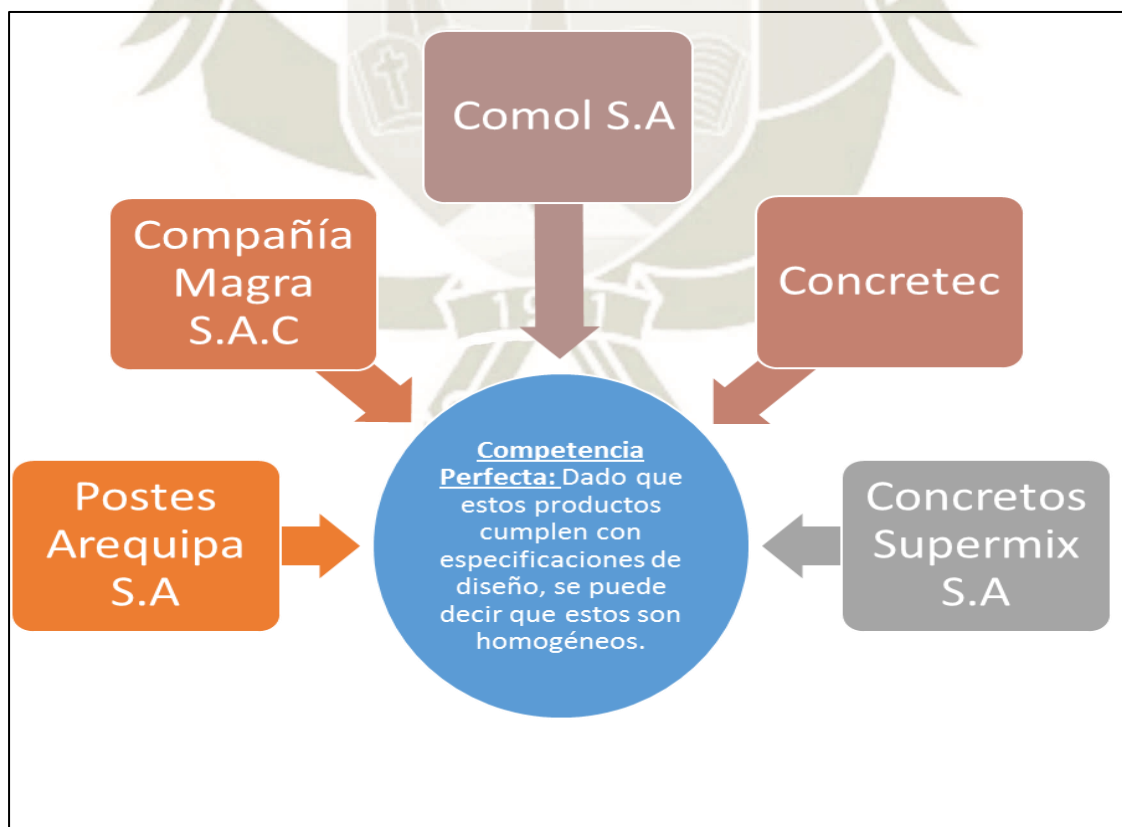 Comol S.A
Compañía
Magra
S.A.C
Concretec
Postes
Arequipa
S.A
Competencia
Perfecta: Dado que
estos productos
cumplen con
especificaciones de
diseño, se puede
decir que estos son
homogéneos.
Concretos
Supermix
S.A